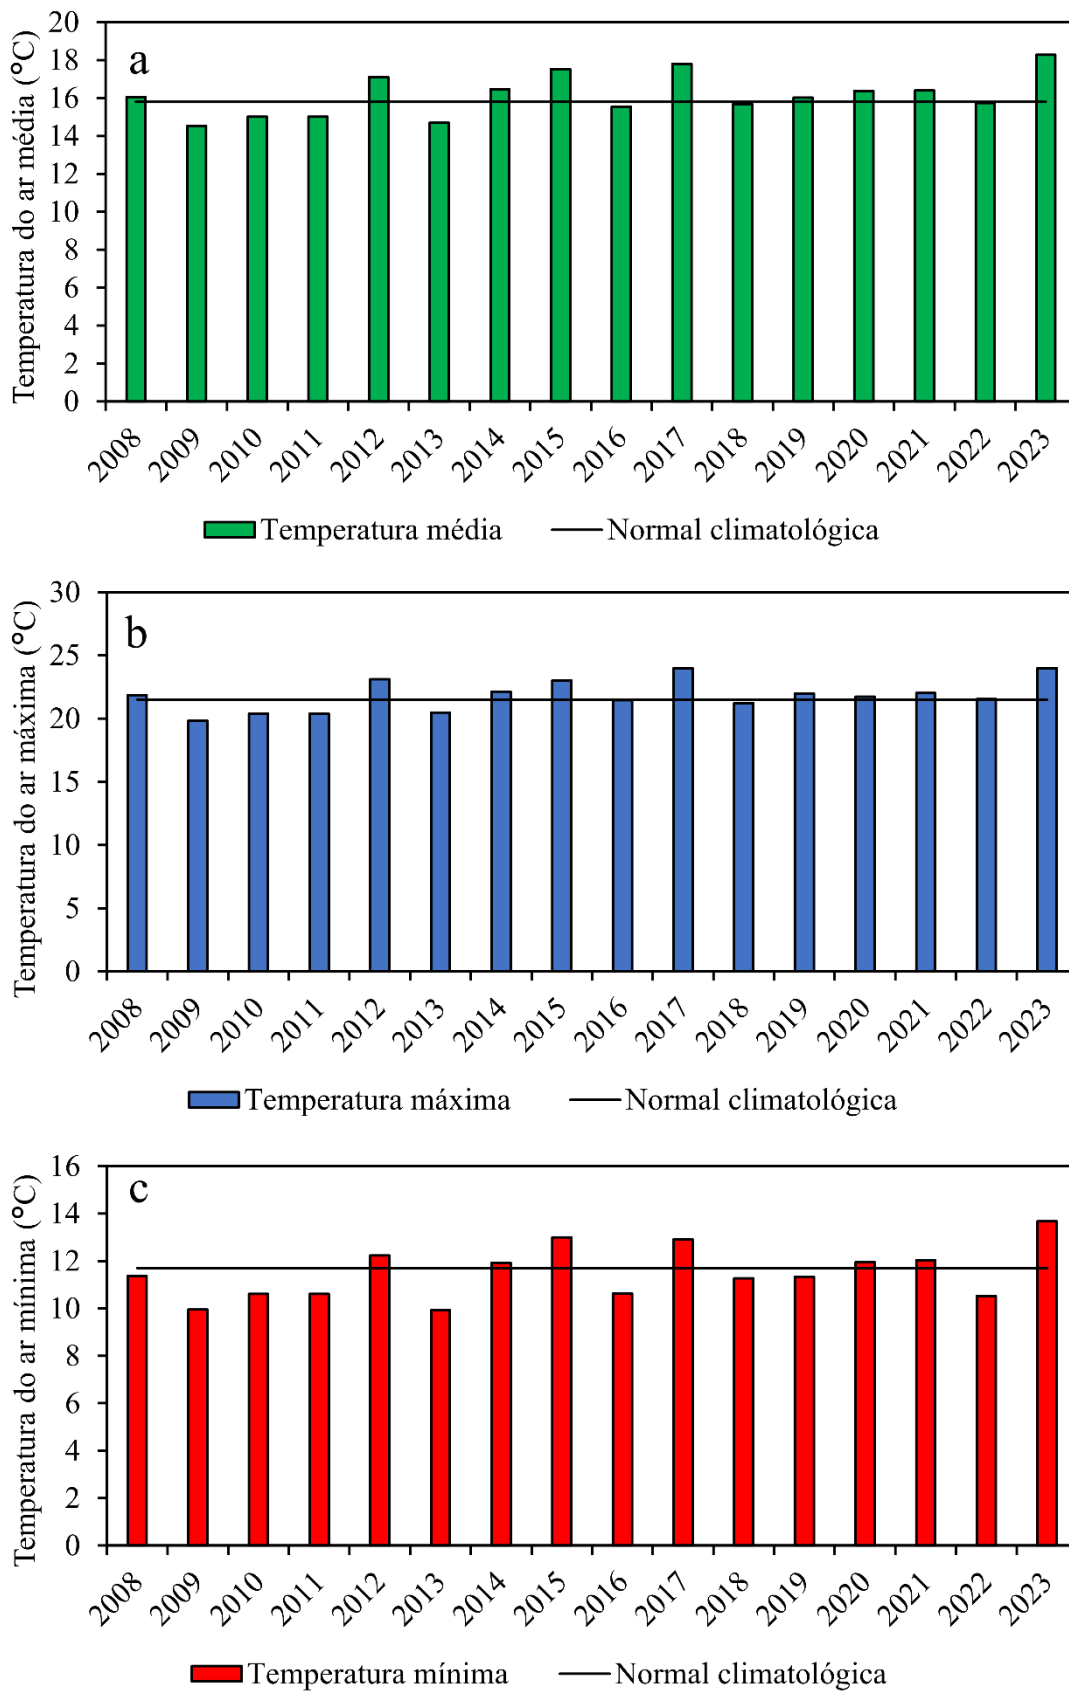 a
Temperatura do ar média (°C)
20
18
16
14
12
10
8
6
4
2
0
2008 2009 2010 2011 2012 2013 2014 2015 2016 2017 2018 2019 2020 2021 2022 2023
Temperatura média Normal climatológica
b
Temperatura do ar máxima (°C)
30
25
20
15
10
5
0
2008 2009 2010 2011 2012 2013 2014 2015 2016 2017 2018 2019 2020 2021 2022 2023
Temperatura máxima Normal climatológica
c
Temperatura do ar mínima (°C)
16
14
12
10
8
6
4
2
0
2008 2009 2010 2011 2012 2013 2014 2015 2016 2017 2018 2019 2020 2021 2022 2023
Temperatura mínima Normal climatológica